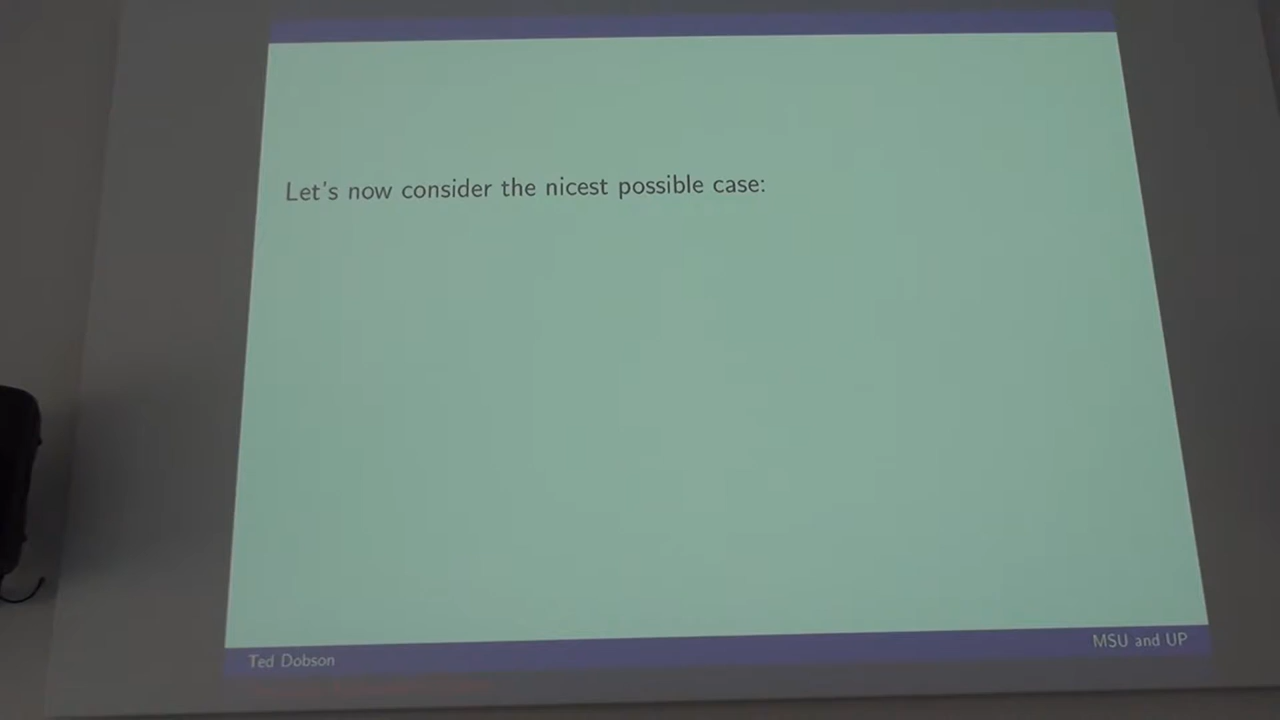 Let's now consider the nicest possible case:
Ted Dobson
MSU and UP